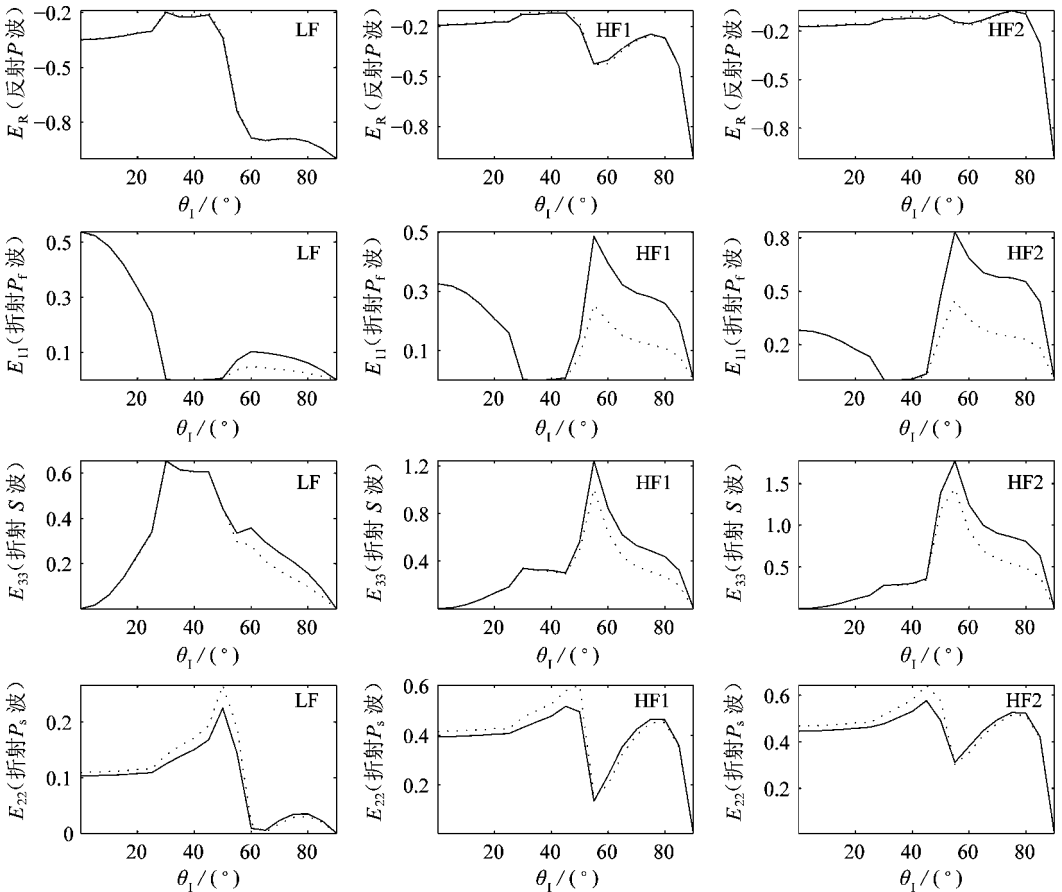 E_R (反射P 波) −0.2 −0.4 −0.8 20 40 60 80 θ_I / ( ° ) LF
E_R (反射P 波) −0.2 −0.4 −0.8 20 40 60 80 θ_I / ( ° ) HF1
E_R (反射P 波) −0.2 −0.4 −0.8 20 40 60 80 θ_I / ( ° ) HF2
E_11(折射P_f 波) 0.5 0.3 0.1 20 40 60 80 θ_I / ( ° ) LF
E_11(折射P_f 波) 0.5 0.3 0.1 20 40 60 80 θ_I / ( ° ) HF1
E_11(折射P_f 波) 0.8 0.5 0.2 20 40 60 80 θ_I / ( ° ) HF2
E_33(折射 S 波) 0.6 0.4 0.2 20 40 60 80 θ_I / ( ° ) LF
E_33(折射 S 波) 1.2 0.8 0.4 20 40 60 80 θ_I / ( ° ) HF1
E_33(折射 S 波) 1.5 1.0 0.5 20 40 60 80 θ_I / ( ° ) HF2
E_22(折射P_s 波) 0.2 0.1 0 20 40 60 80 θ_I / ( ° ) LF
E_22(折射P_s 波) 0.6 0.4 0.2 20 40 60 80 θ_I / ( ° ) HF1
E_22(折射P_s 波) 0.6 0.4 0.2 20 40 60 80 θ_I / ( ° ) HF2